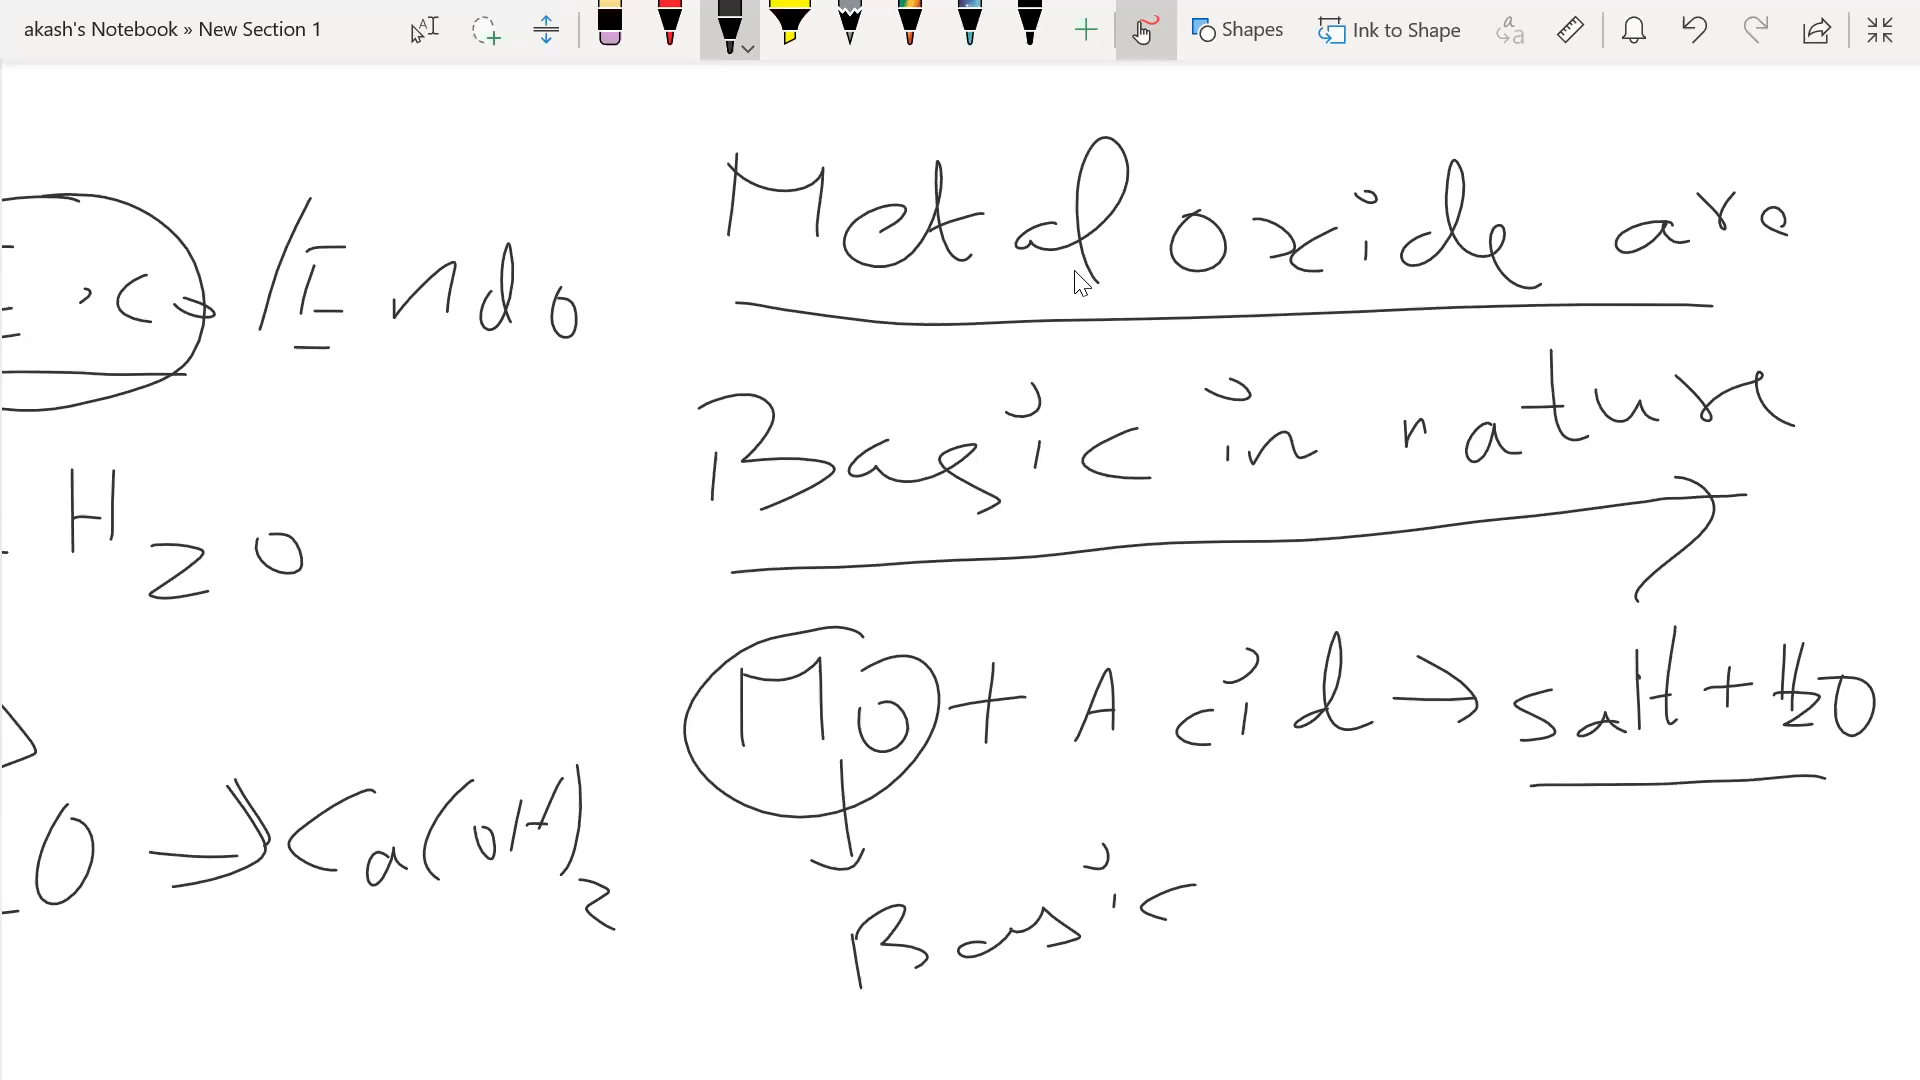 akash's Notebook » New Section 1
Shapes
Ink to Shape
Metal oxide are
Basic in nature
Exo/Endo
H2O
MO + Acid → salt + H2O
O → Ca(OH)2
Basic